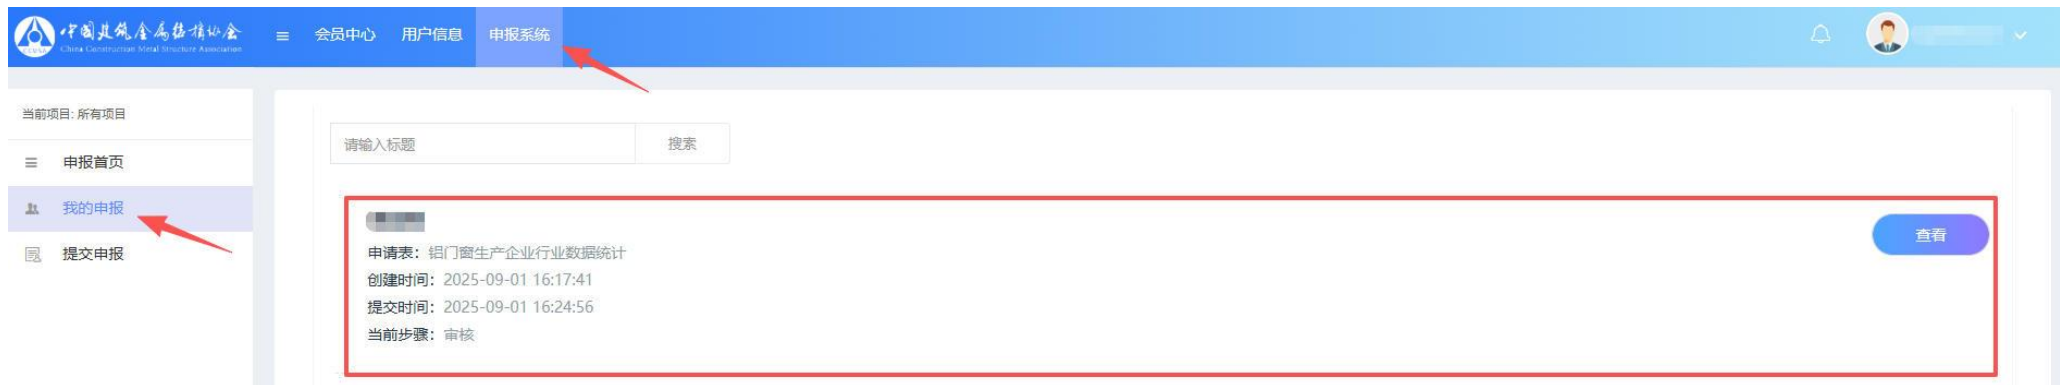 中国建筑金属结构协会
China Construction Metal Structure Association
会员中心 用户信息 申报系统
当前项目: 所有项目
申报首页
我的申报
提交申报
请输入标题 搜索
申请表: 铝门窗生产企业行业数据统计
创建时间: 2025-09-01 16:17:41
提交时间: 2025-09-01 16:24:56
当前步骤: 审核
查看